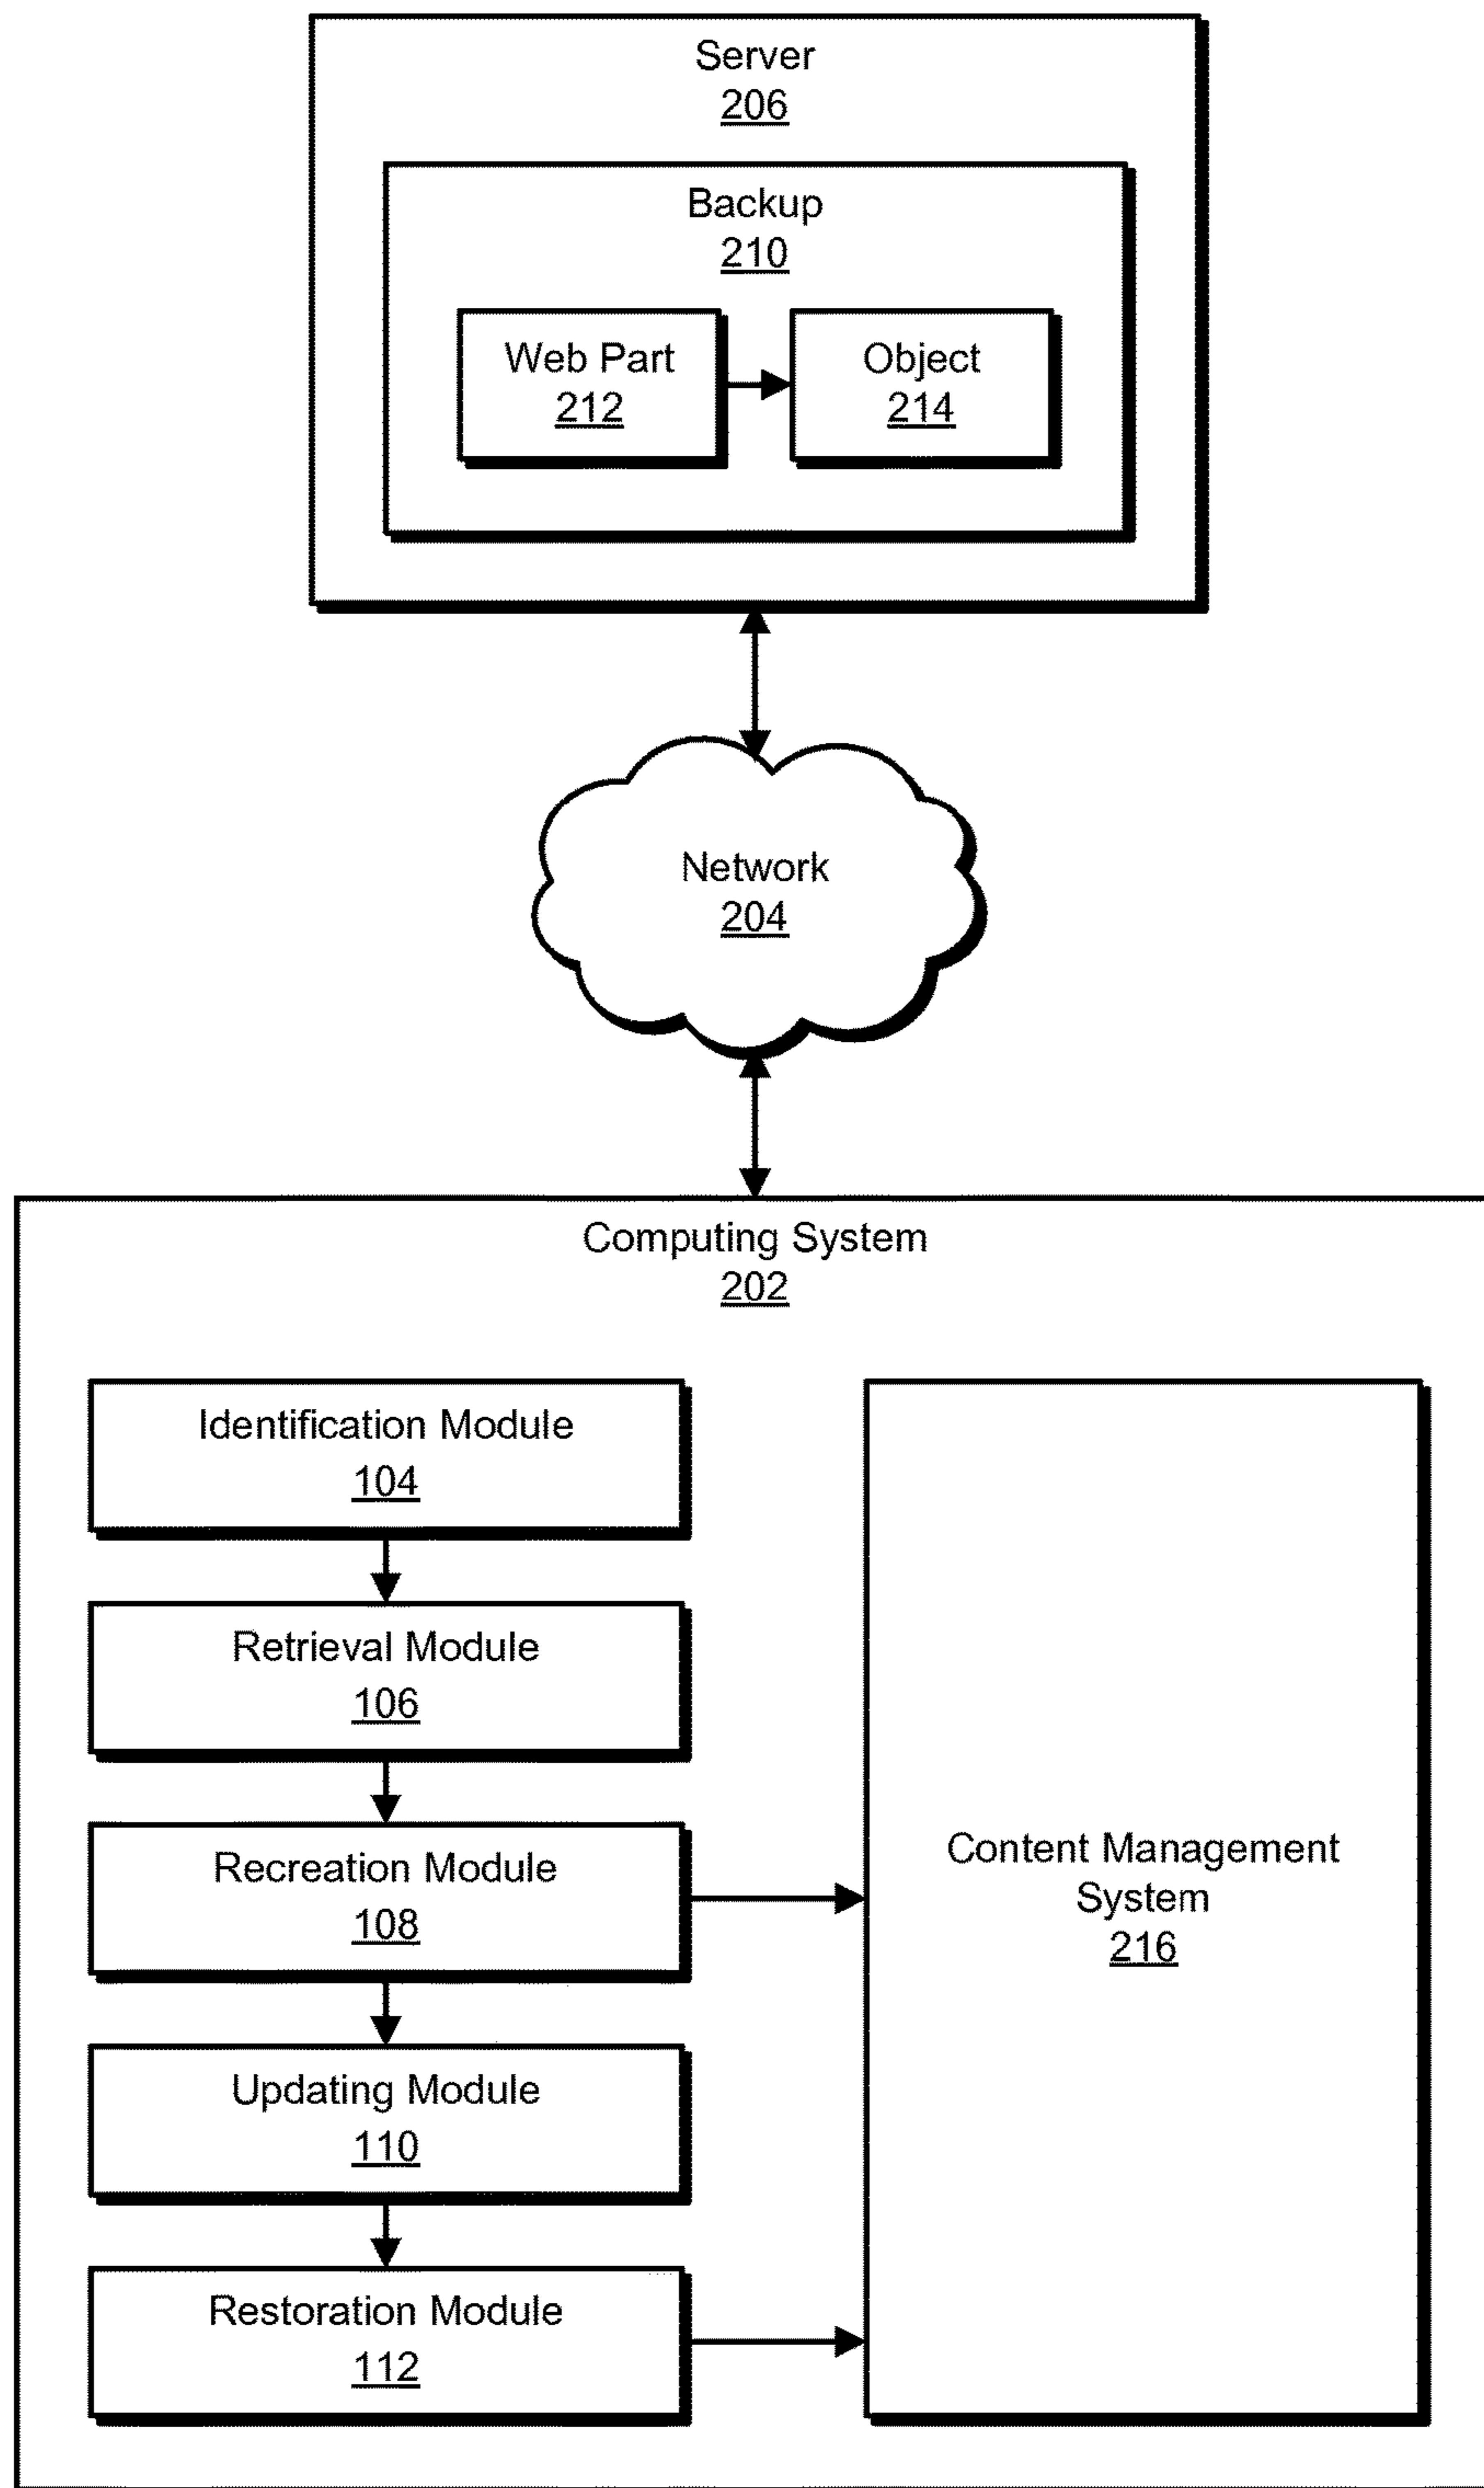 Server
206
Backup
210
Web Part
212
Object
214
Network
204
Computing System
202
Identification Module
104
Retrieval Module
106
Recreation Module
108
Updating Module
110
Restoration Module
112
Content Management
System
216